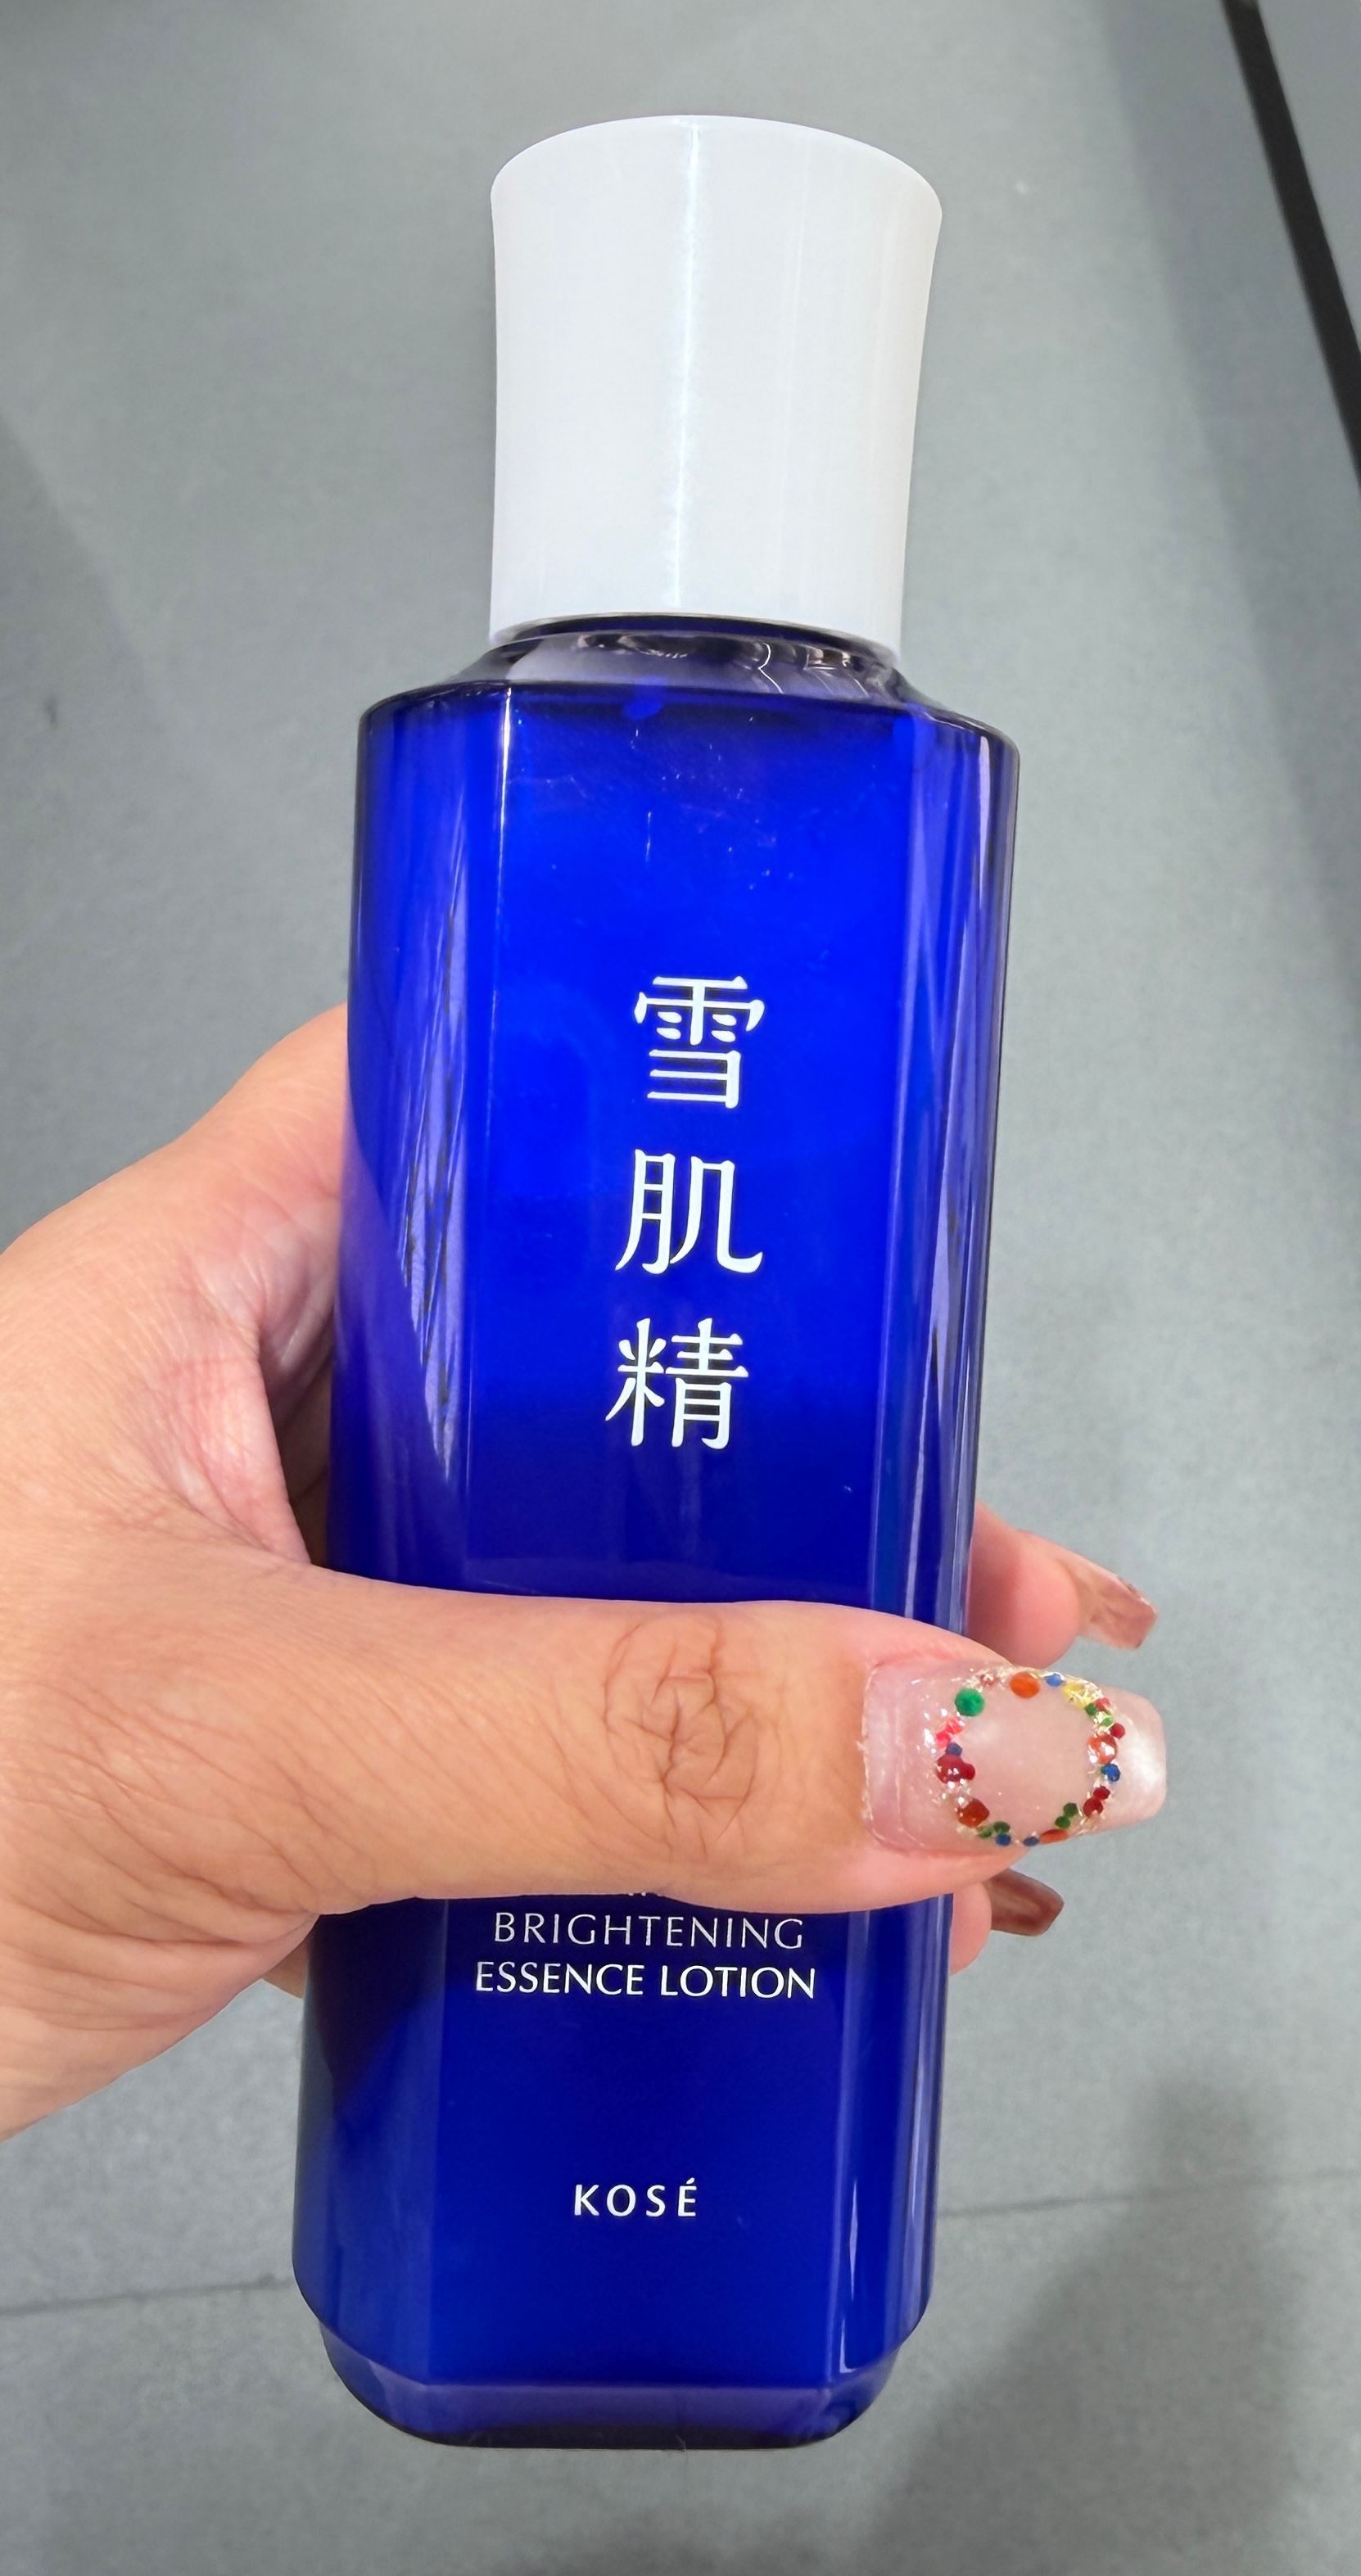 雪肌精
BRIGHTENING
ESSENCE LOTION
KOSÉ